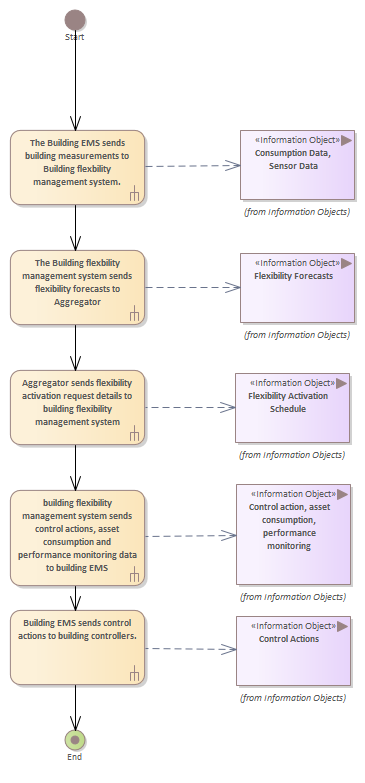 Start
The Building EMS sends
building measurements to
Building flexbility
management system.
«Information Object»
Consumption Data,
Sensor Data
(from Information Objects)
The Building flexbility
management system sends
flexibility forecasts to
Aggregator
«Information Object»
Flexibility Forecasts
(from Information Objects)
Aggregator sends flexibility
activation request details to
building flexibility
management system
«Information Object»
Flexibility Activation
Schedule
(from Information Objects)
building flexibility
management system sends
control actions, asset
consumption and
performance monitoring data
to building EMS
«Information Object»
Control action, asset
consumption,
performance
monitoring
(from Information Objects)
Building EMS sends control
actions to building controllers.
«Information Object»
Control Actions
(from Information Objects)
End